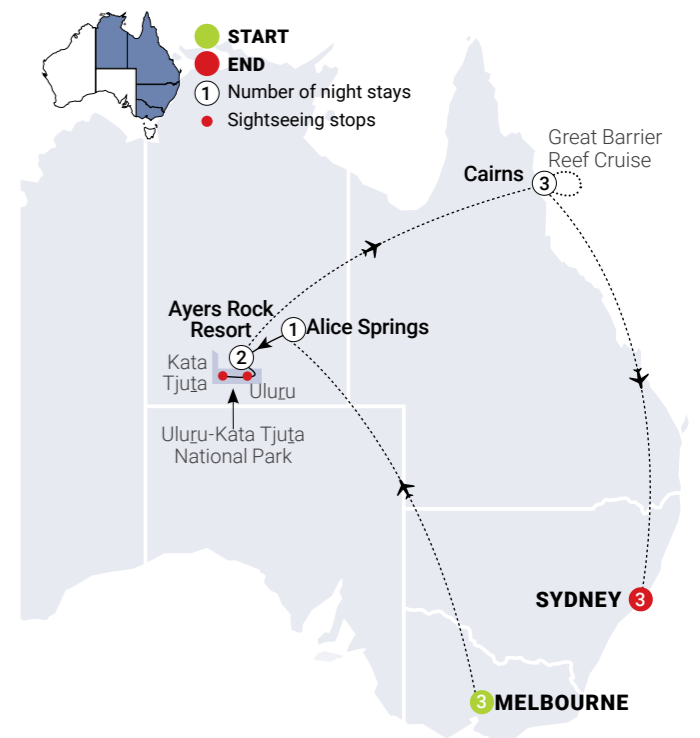 START
END
1 Number of night stays
Sightseeing stops
Great Barrier
Reef Cruise
Cairns 3
Ayers Rock
Resort
2
1 Alice Springs
Kata
Tjuṯa
Uluṟu
Uluṟu-Kata Tjuṯa
National Park
SYDNEY 3
3 MELBOURNE